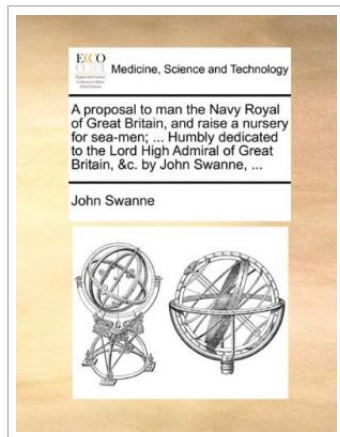 ECCO
Medicine, Science and Technology
A proposal to man the Navy Royal
of Great Britain, and raise a nursery
for sea-men; ... Humbly dedicated
to the Lord High Admiral of Great
Britain, &c. by John Swanne, ...
John Swanne